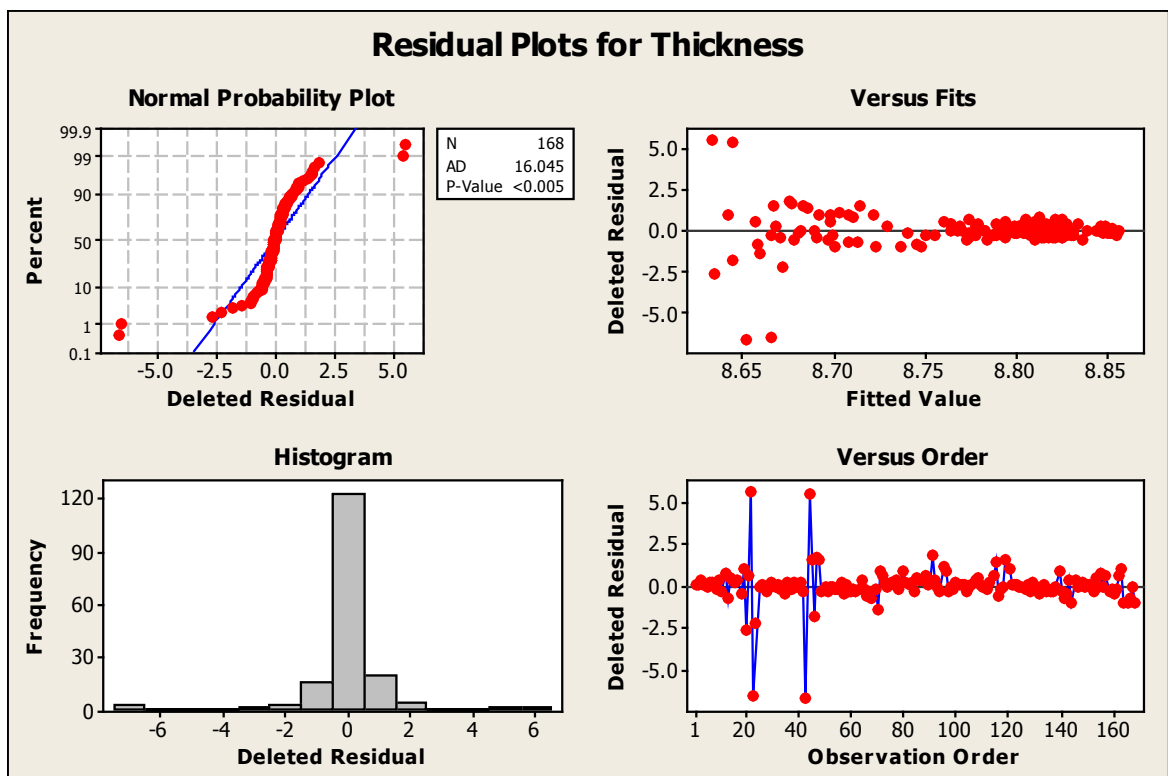 Residual Plots for Thickness
Normal Probability Plot
Percent
99.9
99
90
50
10
1
0.1
-5.0 -2.5 0.0 2.5 5.0
Deleted Residual
N 168
AD 16.045
P-Value <0.005
Versus Fits
Deleted Residual
5.0
2.5
0.0
-2.5
-5.0
8.65 8.70 8.75 8.80 8.85
Fitted Value
Histogram
Frequency
120
90
60
30
0
-6 -4 -2 0 2 4 6
Deleted Residual
Versus Order
Deleted Residual
5.0
2.5
0.0
-2.5
-5.0
1 20 40 60 80 100 120 140 160
Observation Order